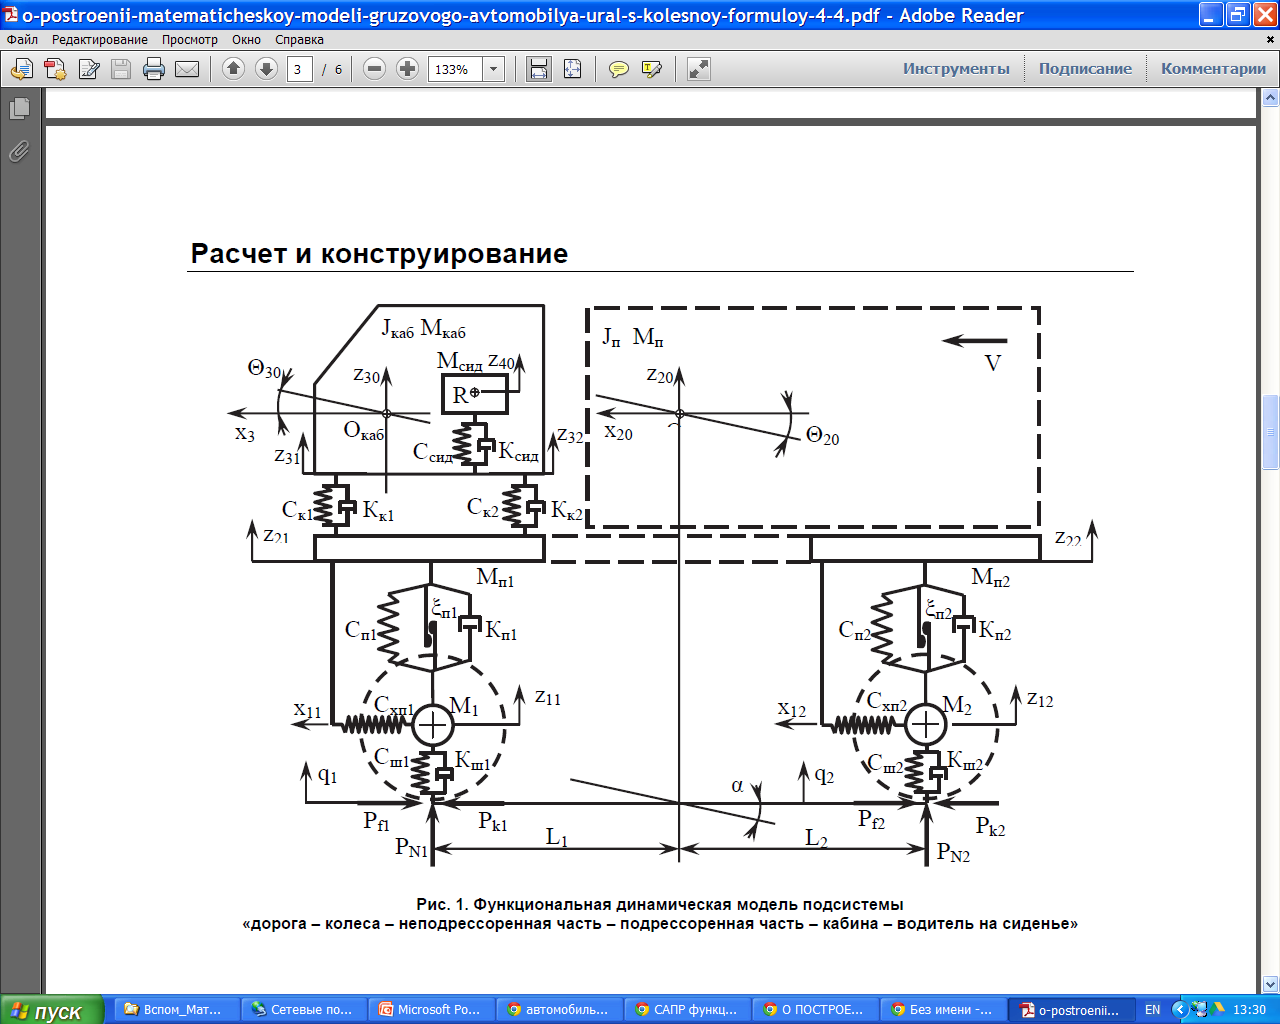 o-postroenii-matematicheskoy-modeli-gruzovogo-avtomobilya-ural-s-kolesnoy-formuloy-4-4.pdf - Adobe Reader
Файл Редактирование Просмотр Окно Справка
3 / 6 133% Инструменты Подписание Комментарии
Расчет и конструирование
Jкаб Mкаб
Jп Mп
V
Mсид z40
Θ30
z30
z20
R
x3
Oкаб
x20
Θ20
z31
Cсид Kсид
z32
Cк1 Kк1
Cк2 Kк2
z21
z22
Mп1
Mп2
ξп1
ξп2
Cп1 Kп1
Cп2 Kп2
x11 Cхп1 M1 z11
x12 Cхп2 M2 z12
Cш1 Kш1
Cш2 Kш2
q1
α
q2
Pf1 Pk1
Pf2 Pk2
PN1 L1 L2 PN2
Рис. 1. Функциональная динамическая модель подсистемы
«дорога – колеса – неподрессоренная часть – подрессоренная часть – кабина – водитель на сиденье»
пуск Вспом_Мат... Сетевые по... Microsoft Po... автомобиль... САПР функц... О ПОСТРОЕ... Без имени -... o-postroenii... EN 13:30